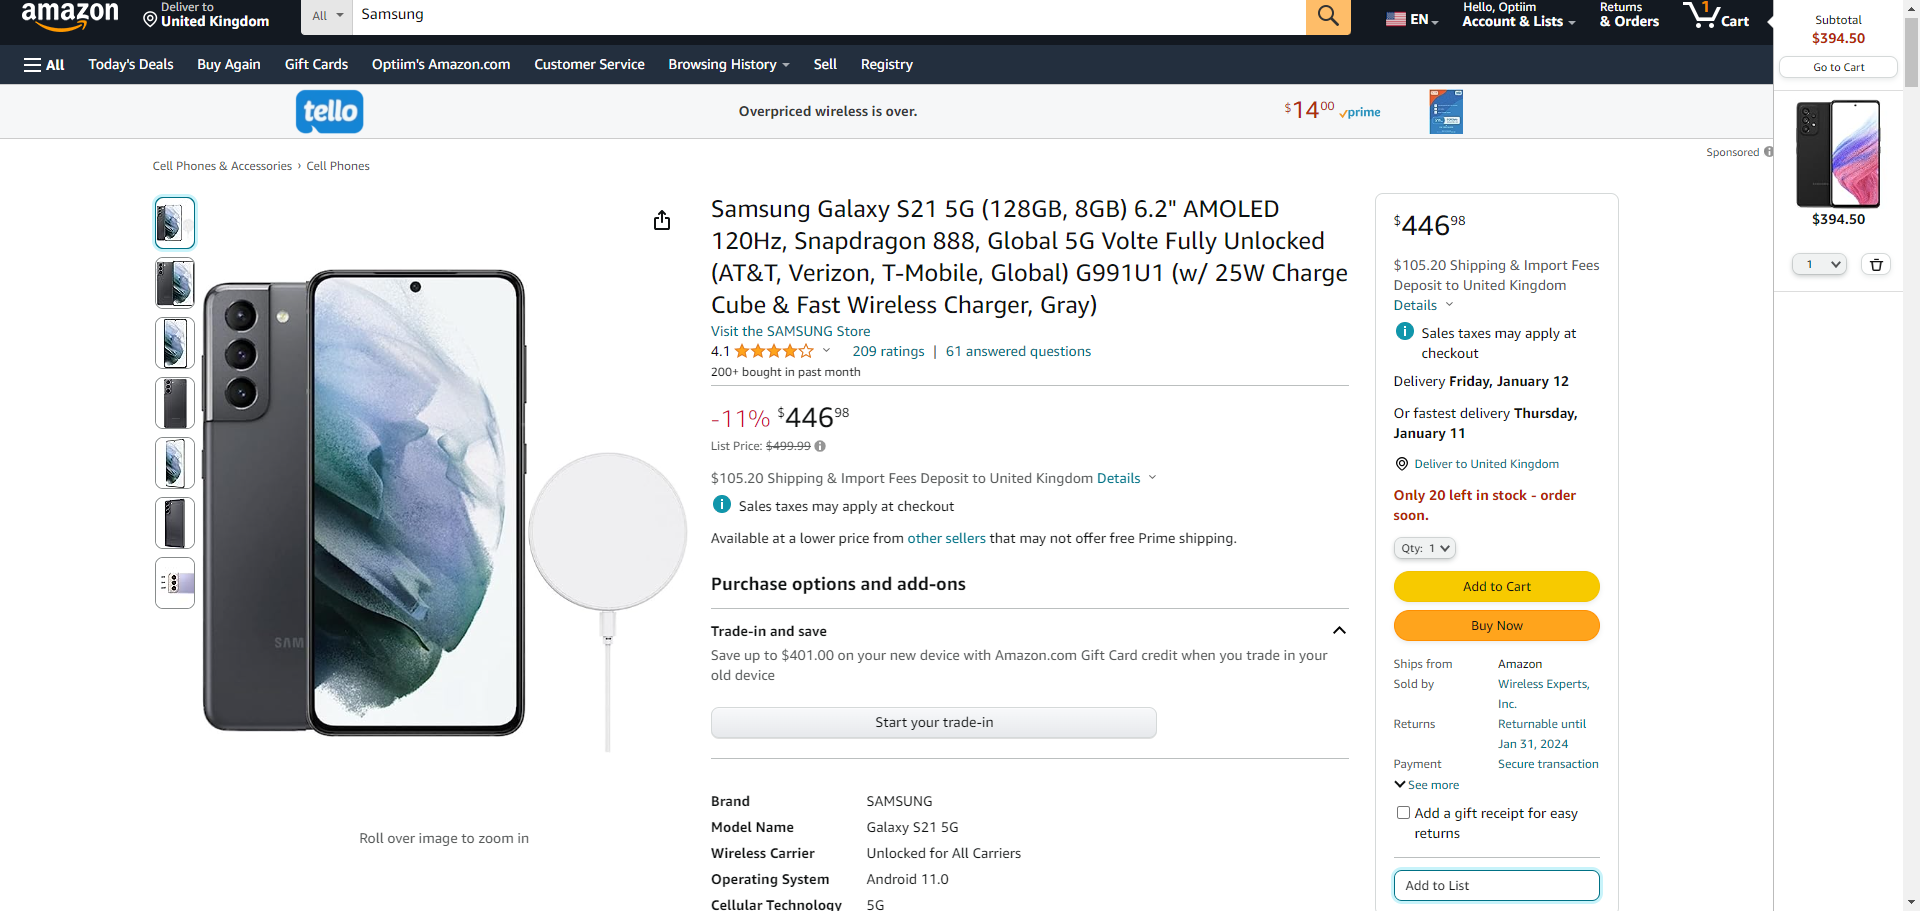 amazon
Deliver to
United Kingdom
All
Samsung
EN
Hello, Optiim
Account & Lists
Returns
& Orders
1
Cart
Subtotal
$394.50
Go to Cart
$394.50
1
All
Today's Deals
Buy Again
Gift Cards
Optiim's Amazon.com
Customer Service
Browsing History
Sell
Registry
tello
Overpriced wireless is over.
$14.00 prime
Sponsored
Cell Phones & Accessories › Cell Phones
Samsung Galaxy S21 5G (128GB, 8GB) 6.2" AMOLED
120Hz, Snapdragon 888, Global 5G Volte Fully Unlocked
(AT&T, Verizon, T-Mobile, Global) G991U1 (w/ 25W Charge
Cube & Fast Wireless Charger, Gray)
Visit the SAMSUNG Store
4.1
209 ratings | 61 answered questions
200+ bought in past month
-11% $446 98
List Price: $499.99
$105.20 Shipping & Import Fees Deposit to United Kingdom Details
Sales taxes may apply at checkout
Available at a lower price from other sellers that may not offer free Prime shipping.
Purchase options and add-ons
Trade-in and save
Save up to $401.00 on your new device with Amazon.com Gift Card credit when you trade in your
old device
Start your trade-in
Brand SAMSUNG
Model Name Galaxy S21 5G
Wireless Carrier Unlocked for All Carriers
Operating System Android 11.0
Cellular Technology 5G
SAM
Roll over image to zoom in
$446 98
$105.20 Shipping & Import Fees
Deposit to United Kingdom
Details
Sales taxes may apply at
checkout
Delivery Friday, January 12
Or fastest delivery Thursday,
January 11
Deliver to United Kingdom
Only 20 left in stock - order
soon.
Qty: 1
Add to Cart
Buy Now
Ships from Amazon
Sold by Wireless Experts,
Inc.
Returns Returnable until
Jan 31, 2024
Payment Secure transaction
See more
Add a gift receipt for easy
returns
Add to List